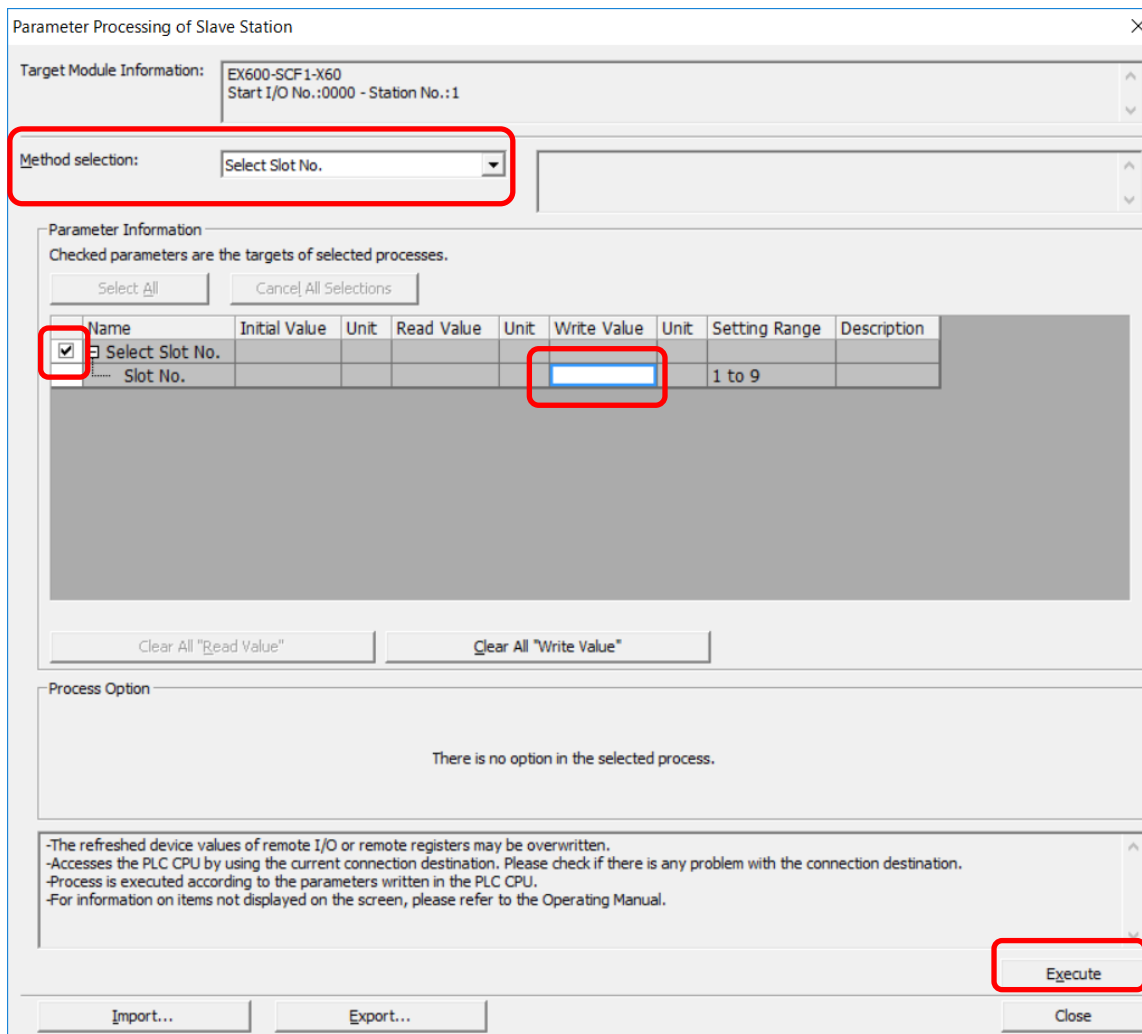 Parameter Processing of Slave Station
Target Module Information:
EX600-SCF1-X60
Start I/O No.:0000 - Station No.:1
Method selection:
Select Slot No.
Parameter Information
Checked parameters are the targets of selected processes.
Select All
Cancel All Selections
Name Initial Value Unit Read Value Unit Write Value Unit Setting Range Description
Select Slot No.
Slot No. 1 to 9
Clear All "Read Value"
Clear All "Write Value"
Process Option
There is no option in the selected process.
-The refreshed device values of remote I/O or remote registers may be overwritten.
-Accesses the PLC CPU by using the current connection destination. Please check if there is any problem with the connection destination.
-Process is executed according to the parameters written in the PLC CPU.
-For information on items not displayed on the screen, please refer to the Operating Manual.
Execute
Import...
Export...
Close